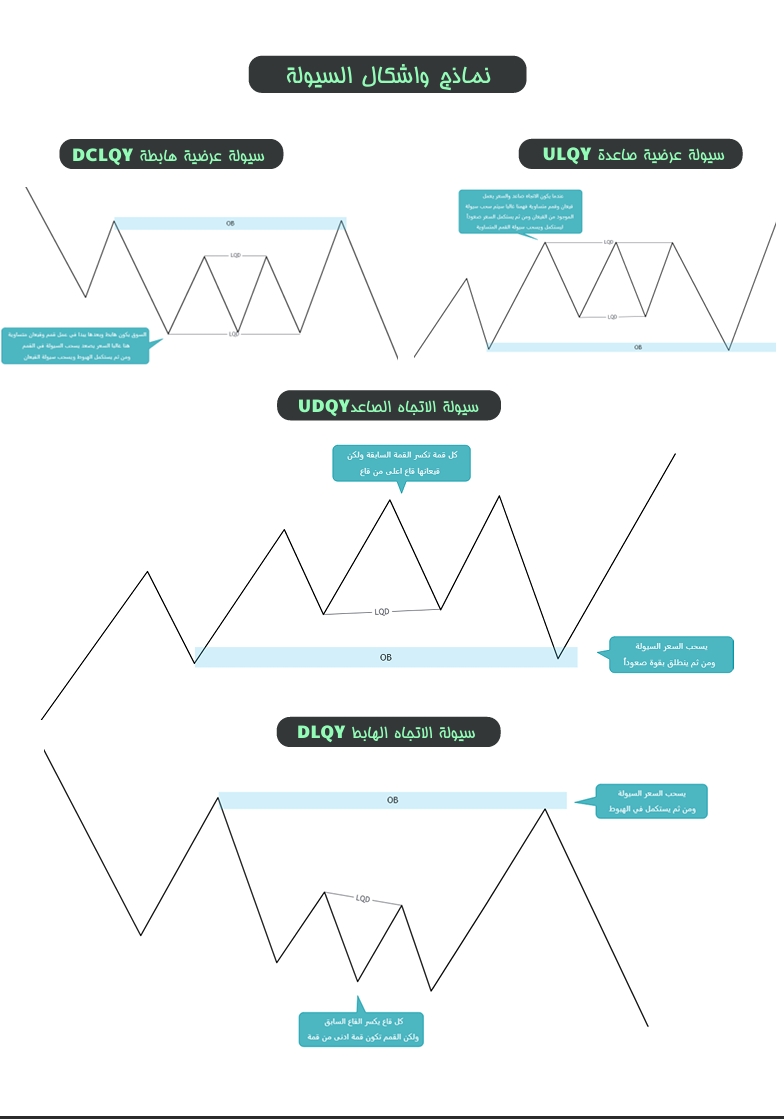 نماذج واشكال السيولة
سيولة عرضية صاعدة ULQY
عندما يكون الاتجاه صاعد والسعر يعمل
قيعان وقمم متساوية فهنا غالبا سيتم سحب سيولة
الموجود من القيعان ومن ثم يستكمل السعر صعوداً
ليستكمل ويسحب سيولة القمم المتساوية
LQD
LQD
OB
سيولة عرضية هابطة DCLQY
OB
LQD
LQD
السوق يكون هابط وبعدها يبدا في عمل قمم وقيعان متساوية
هنا غالبا السعر يصعد يسحب السيولة في القمم
ومن ثم يستكمل الهبوط ويسحب سيولة القيعان
سيولة الاتجاه الصاعدUDQY
كل قمة تكسر القمة السابقة ولكن
قيعانها قاع اعلى من قاع
LQD
OB
يسحب السعر السيولة
ومن ثم ينطلق بقوة صعوداً
سيولة الاتجاه الهابط DLQY
OB
يسحب السعر السيولة
ومن ثم يستكمل في الهبوط
LQD
كل قاع يكسر القاع السابق
ولكن القمم تكون قمة ادنى من قمة